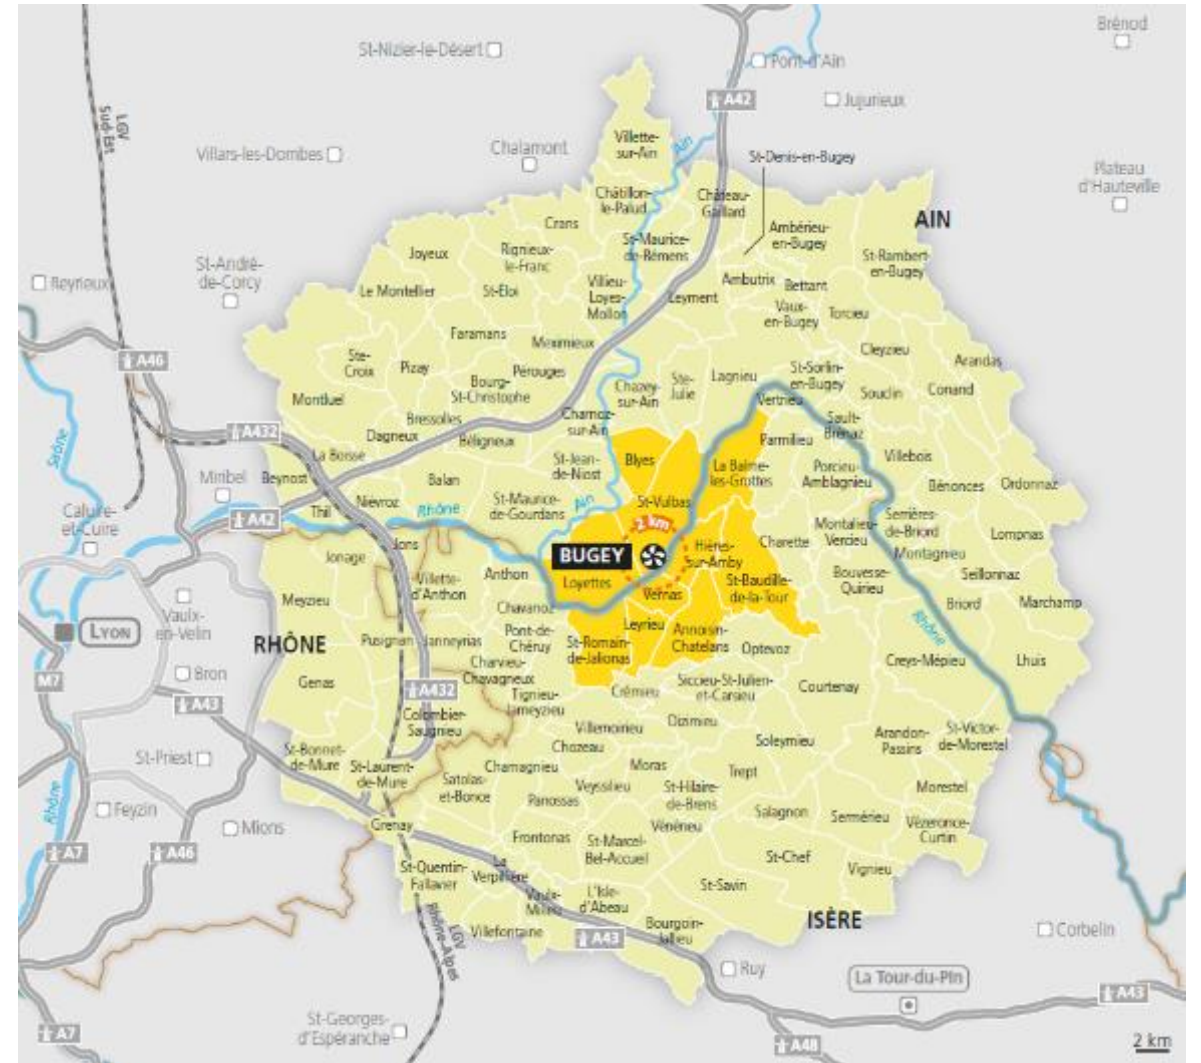 Brénod
St-Nizier-le-Désert
Pont-d'Ain
A42
Jujurieux
LGV
Sud-Est
Villette-
sur-Ain
Ain
Villars-les-Dombes
Chalamont
St-Denis-en-Bugey
Plateau
d'Hauteville
Châtillon-
le-Palud
Château-
Gaillard
AIN
Crans
Ambérieu-
en-Bugey
Joyeux
Rignieux-
le-Franc
St-Maurice-
de-Rémens
St-Rambert-
en-Bugey
St-André-
de-Corcy
Reyrieux
Le Montellier
St-Eloi
Villieu-
Loyes-
Mollon
Leyment
Ambutrix
Bettant
Vaux-
en-Bugey
Torcieu
Faramans
Meximieux
Cleyzieu
Arandas
A46
Ste-
Croix
Pizay
Pérouges
Bourg-
St-Christophe
Chazey-
sur-Ain
Ste-
Julie
Lagnieu
St-Sorlin-
en-Bugey
Souclin
Conand
Montluel
Vertrieu
Bressolles
Charnoz-
sur-Ain
Sault-
Brénaz
A432
Dagneux
Béligneux
Parmilieu
Saône
La Boisse
St-Jean-
de-Niost
Blyes
La Balme-
les-Grottes
Villebois
Miribel
Beynost
Balan
Porcieu-
Amblagnieu
Bénonces
Ordonnaz
Niévroz
St-Maurice-
de-Gourdans
Ain
St-Vulbas
Caluire-
et-Cuire
A42
Thil
Rhône
2 km
Montalieu-
Vercieu
Serrières-
de-Briord
Lompnas
Jonage
Jons
BUGEY
Hières-
sur-Amby
Charette
Montagnieu
Villette-
d'Anthon
Anthon
Loyettes
St-Baudille-
de-la-Tour
Bouvesse-
Quirieu
Seillonnaz
Meyzieu
Chavanoz
Vernas
Briord
Marchamp
Vaulx-
en-Velin
LYON
RHÔNE
Pusignan
Janneyrias
Pont-de-
Chéruy
Leyrieu
Annoisin-
Chatelans
Rhône
St-Romain-
de-Jalionas
Optevoz
M7
Bron
Genas
Charvieu-
Chavagneux
Creys-Mépieu
Lhuis
A43
A432
Tignieu-
Jameyzieu
Crémieu
Siccieu-St-Julien-
et-Carsieu
Courtenay
Colombier-
Saugnieu
Villemoirieu
Dizimieu
Arandon-
Passins
St-Victor-
de-Morestel
St-Priest
St-Bonnet-
de-Mure
St-Laurent-
de-Mure
Chozeau
Soleymieu
Satolas-
et-Bonce
Chamagnieu
Moras
Trept
Rhône
Feyzin
Panossas
Veyssilieu
St-Hilaire-
de-Brens
Morestel
Mions
Grenay
Salagnon
Sermérieu
Vézeronce-
Curtin
A7
A46
Frontonas
Vénérieu
St-Marcel-
Bel-Accueil
St-Chef
Vignieu
St-Quentin-
Fallavier
La
Verpillière
St-Savin
Vaulx-
Milieu
L'Isle-
d'Abeau
LGV
Rhône-Alpes
Villefontaine
A43
Bourgoin-
Jallieu
ISÈRE
Corbelin
Ruy
La Tour-du-Pin
A43
St-Georges-
d'Espéranche
A7
A48
2 km